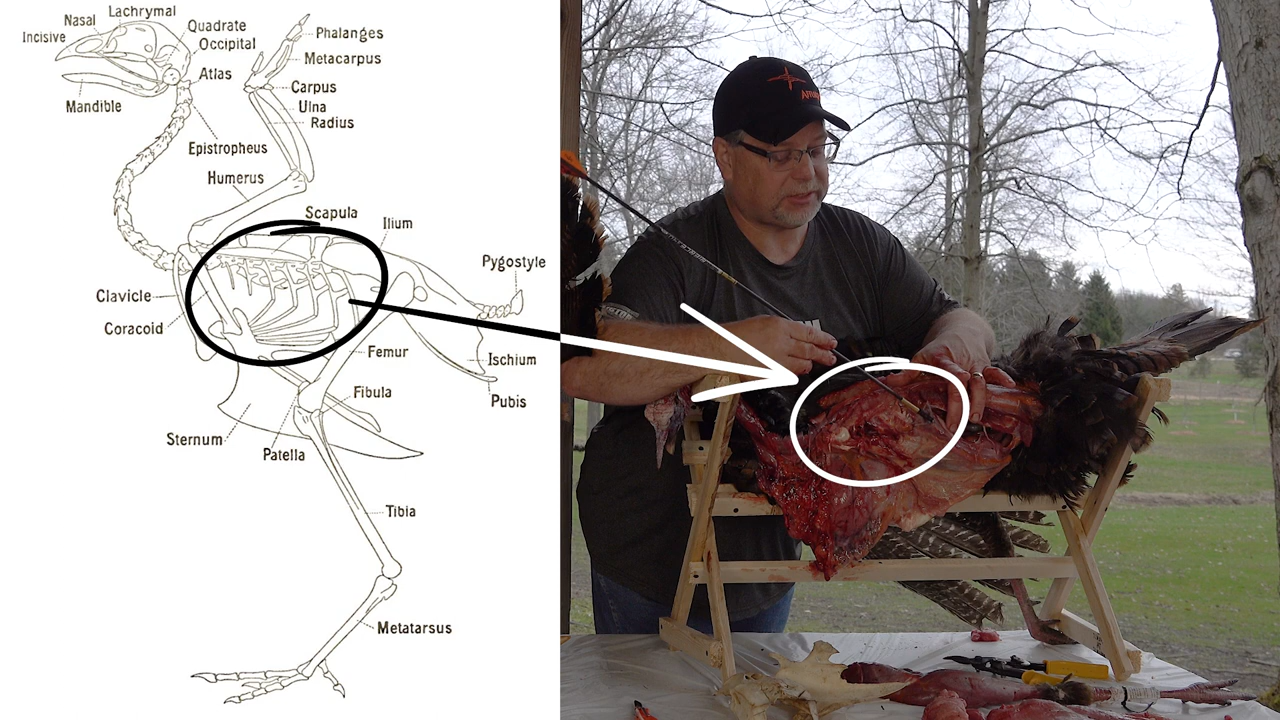 Lachrymal
Nasal
Incisive
Quadrate
Occipital
Atlas
Mandible
Phalanges
Metacarpus
Carpus
Ulna
Radius
Epistropheus
Humerus
Scapula
Ilium
Pygostyle
Clavicle
Coracoid
Femur
Ischium
Fibula
Pubis
Sternum
Patella
Tibia
Metatarsus